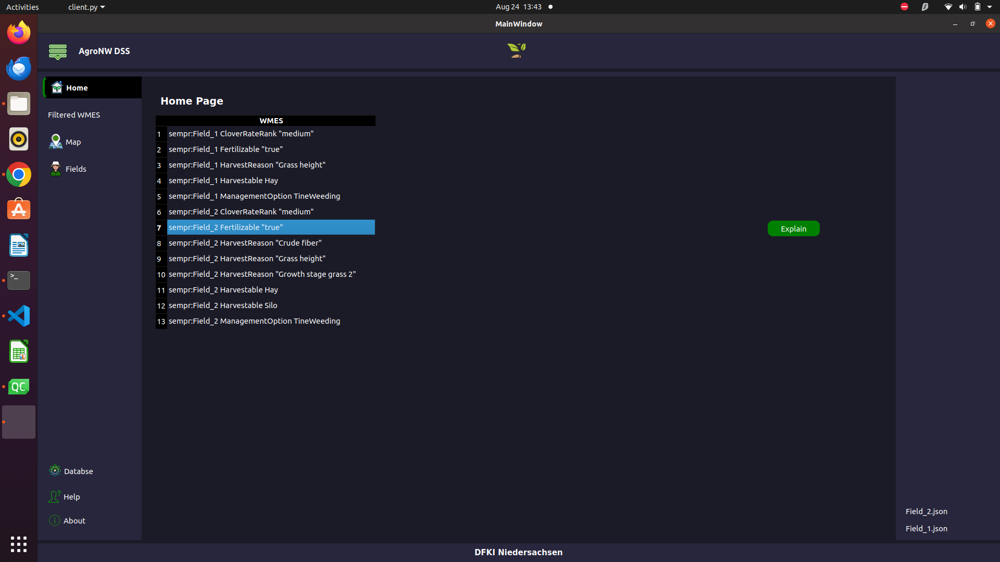 Activities
client.py
Aug 24 13:43
MainWindow
AgroNW DSS
Home
Filtered WMES
Map
Fields
Home Page
WMES
1 sempr:Field_1 CloverRateRank "medium"
2 sempr:Field_1 Fertilizable "true"
3 sempr:Field_1 HarvestReason "Grass height"
4 sempr:Field_1 Harvestable Hay
5 sempr:Field_1 ManagementOption TineWeeding
6 sempr:Field_2 CloverRateRank "medium"
7 sempr:Field_2 Fertilizable "true"
Explain
8 sempr:Field_2 HarvestReason "Crude fiber"
9 sempr:Field_2 HarvestReason "Grass height"
10 sempr:Field_2 HarvestReason "Growth stage grass 2"
11 sempr:Field_2 Harvestable Hay
12 sempr:Field_2 Harvestable Silo
13 sempr:Field_2 ManagementOption TineWeeding
>_
QC
Databse
Help
About
Field_2.json
Field_1.json
DFKI Niedersachsen